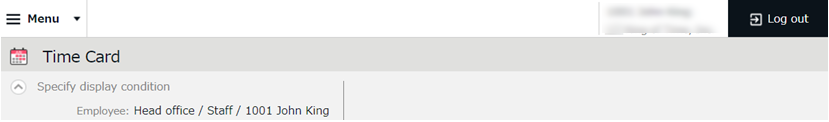 Menu
Log out
Time Card
Specify display condition
Employee: Head office / Staff / 1001 John King